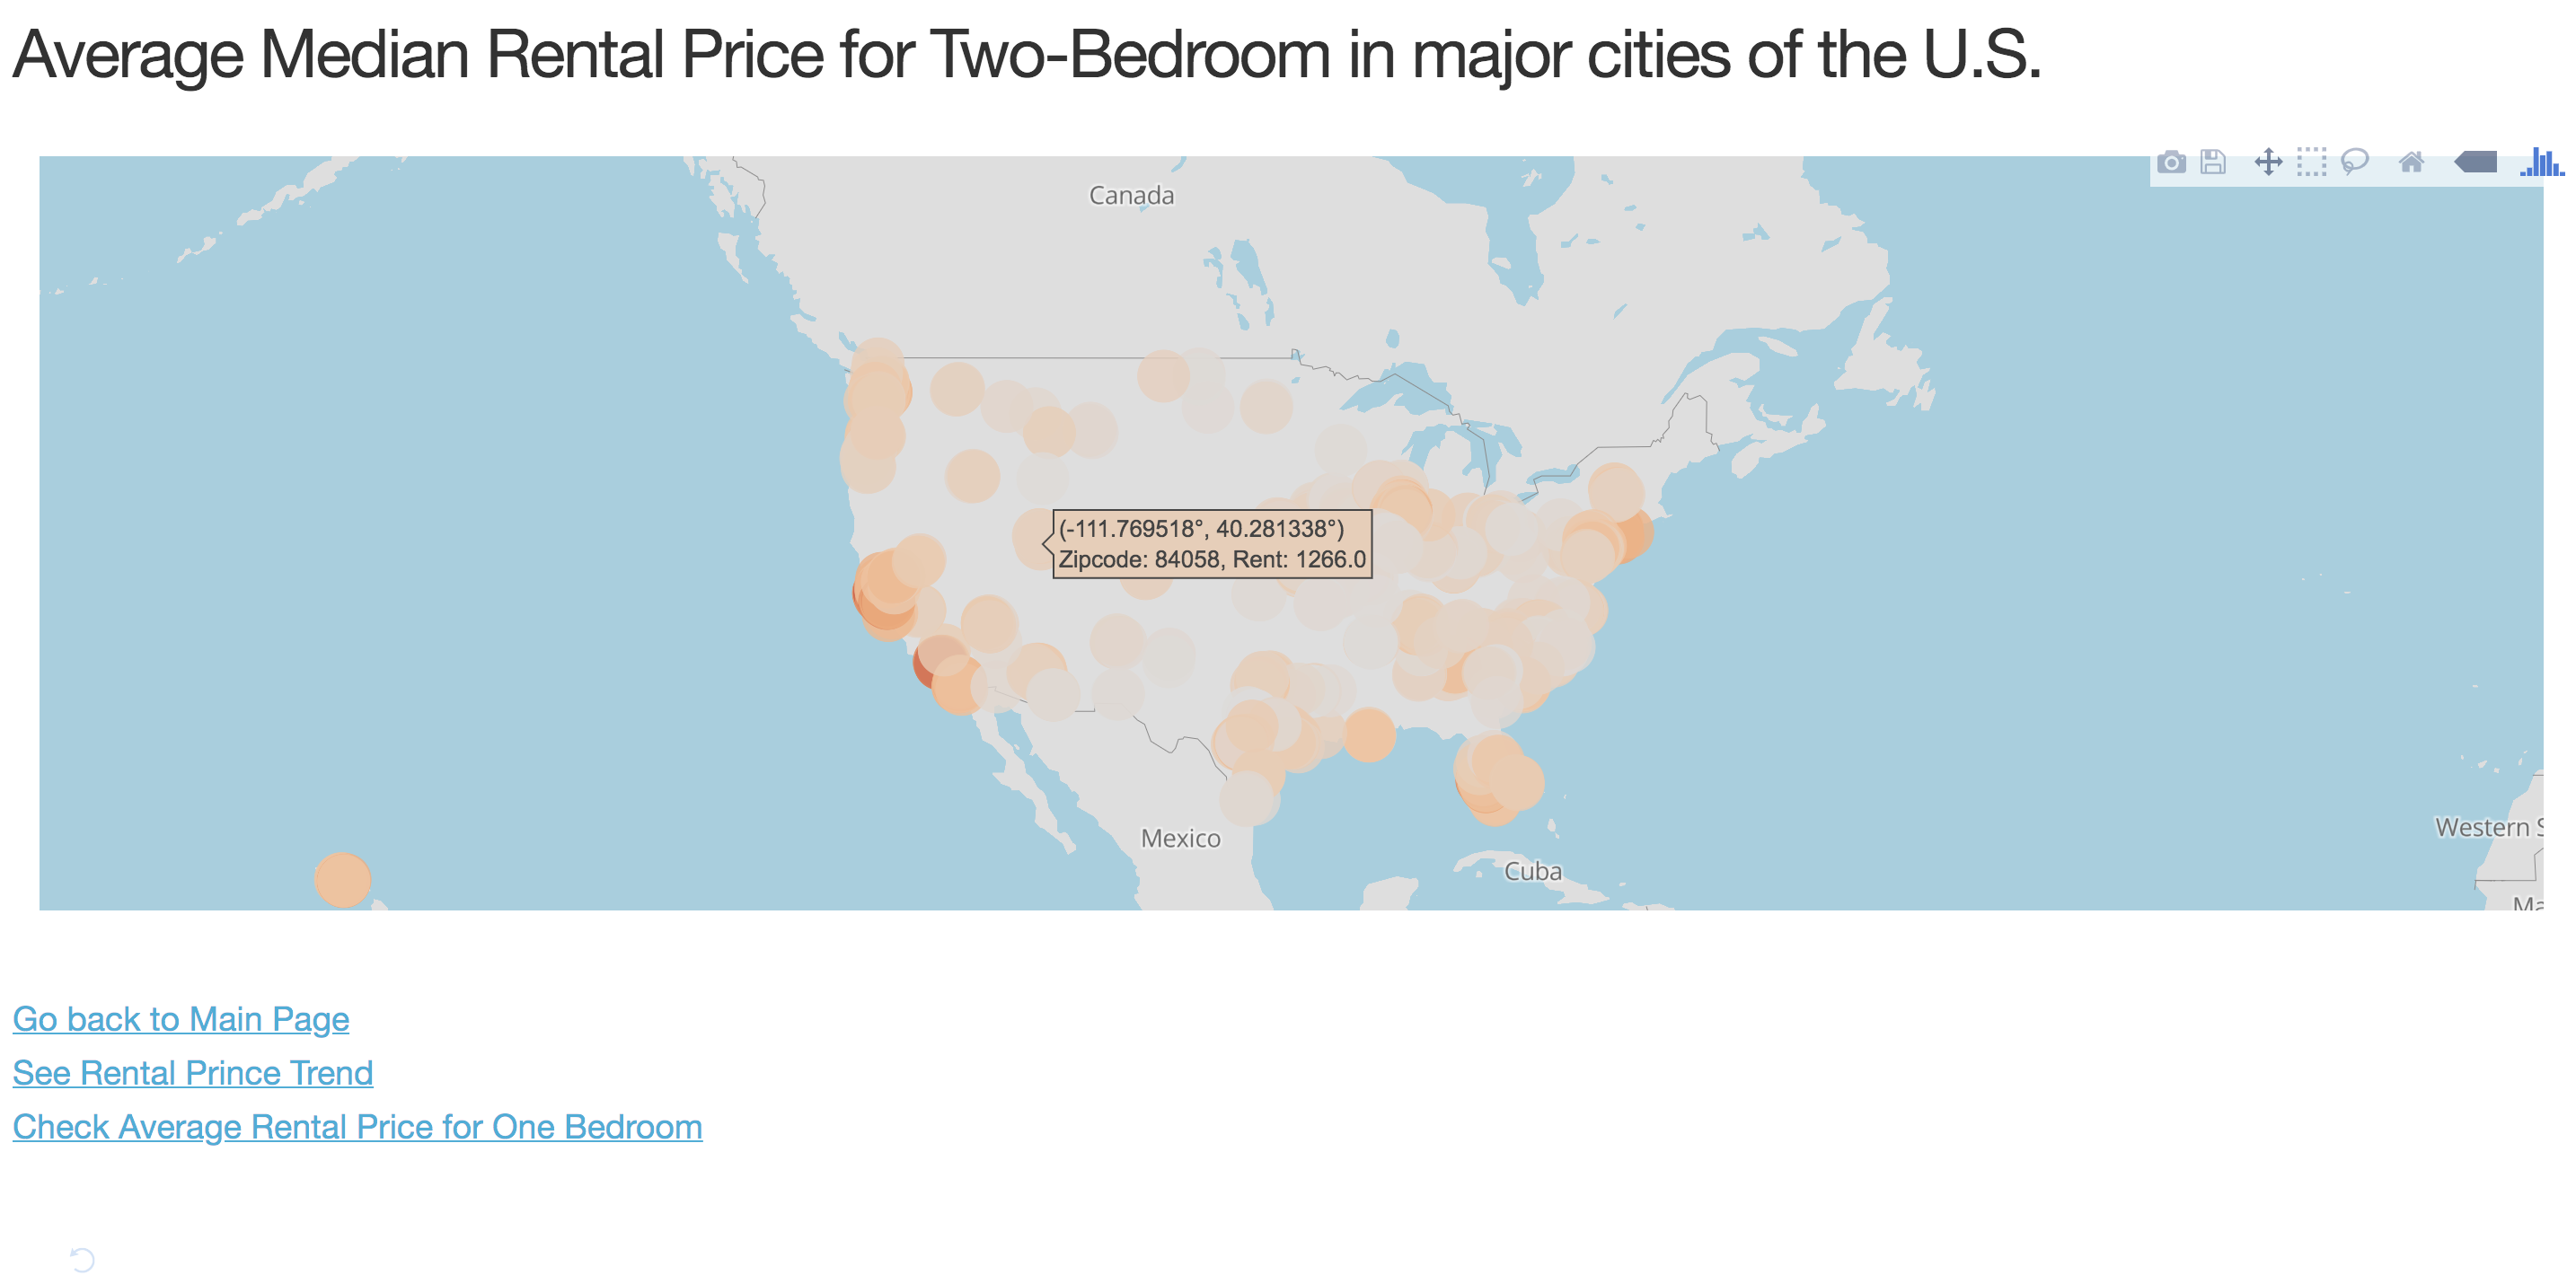 Average Median Rental Price for Two-Bedroom in major cities of the U.S.
Canada
(-111.769518°, 40.281338°)
Zipcode: 84058, Rent: 1266.0
Mexico
Western S
Cuba
Ma
Go back to Main Page
See Rental Prince Trend
Check Average Rental Price for One Bedroom